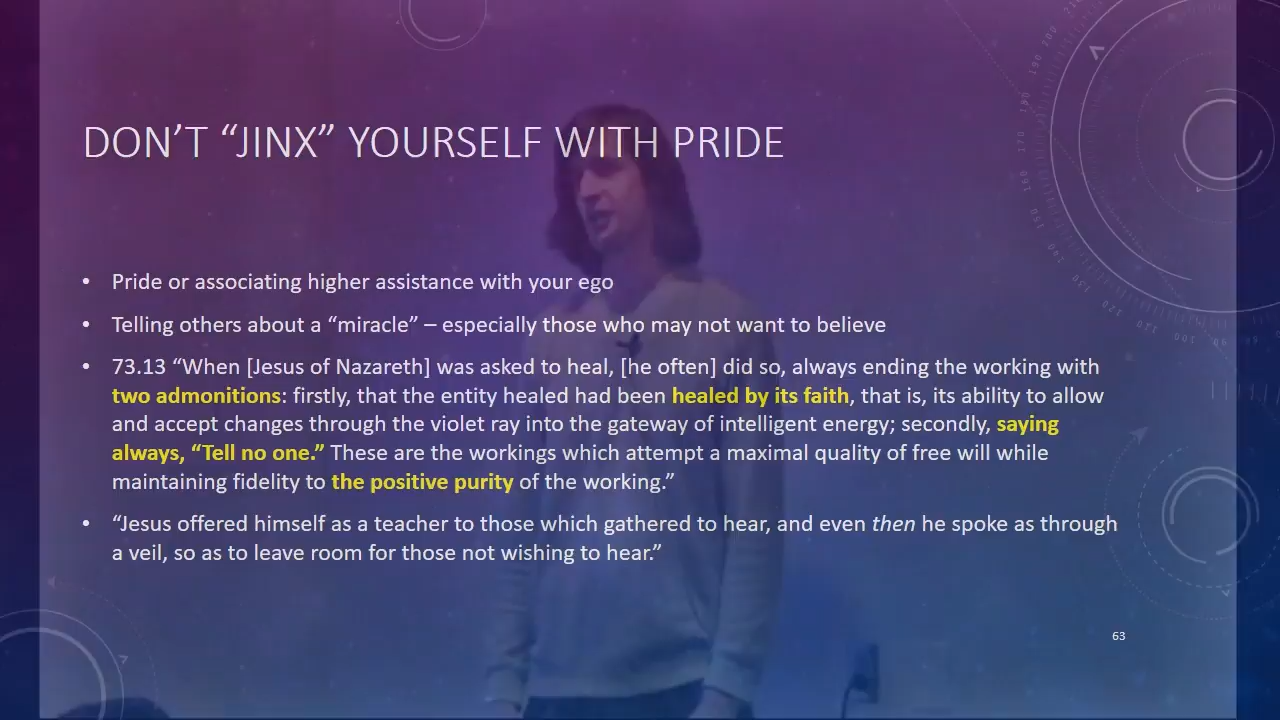 DON'T “JINX” YOURSELF WITH PRIDE
• Pride or associating higher assistance with your ego
• Telling others about a “miracle” – especially those who may not want to believe
• 73.13 “When [Jesus of Nazareth] was asked to heal, [he often] did so, always ending the working with
two admonitions: firstly, that the entity healed had been healed by its faith, that is, its ability to allow
and accept changes through the violet ray into the gateway of intelligent energy; secondly, saying
always, “Tell no one.” These are the workings which attempt a maximal quality of free will while
maintaining fidelity to the positive purity of the working.”
• “Jesus offered himself as a teacher to those which gathered to hear, and even then he spoke as through
a veil, so as to leave room for those not wishing to hear.”
63